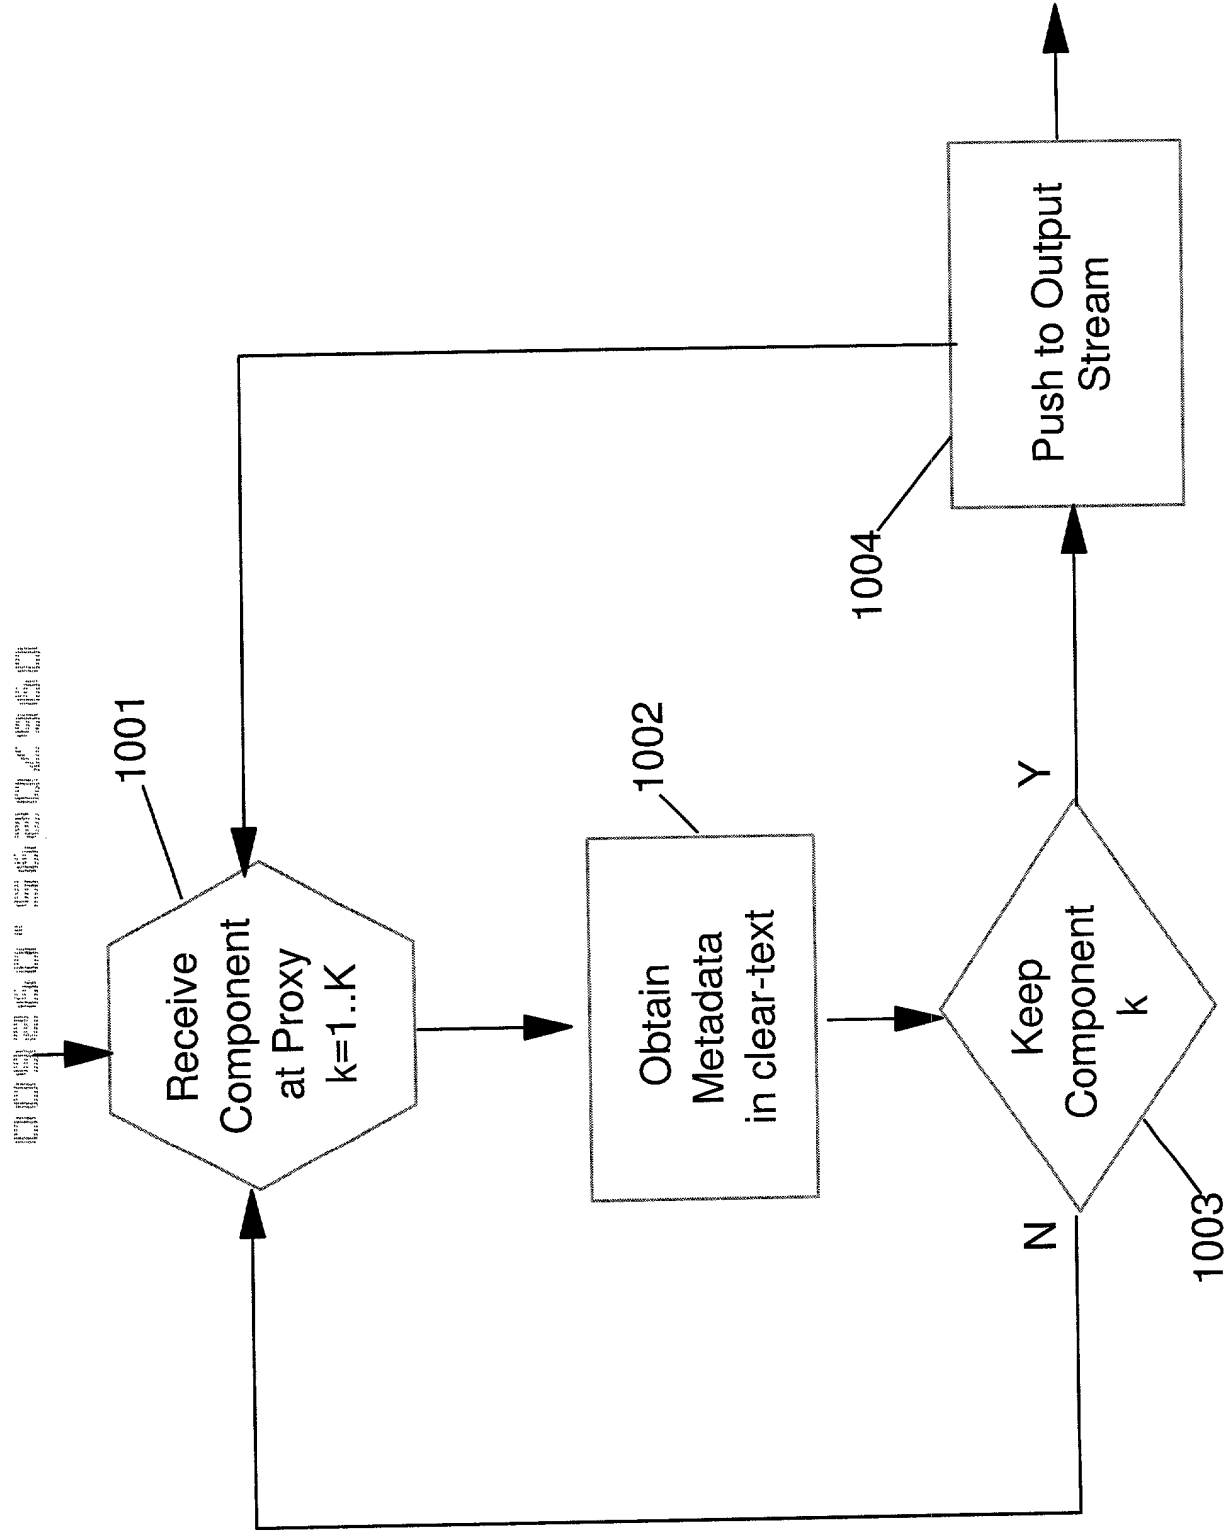 1001
Receive
Component
at Proxy
k=1..K
1002
Obtain
Metadata
in clear-text
Keep
Component
k
N
Y
1003
1004
Push to Output
Stream